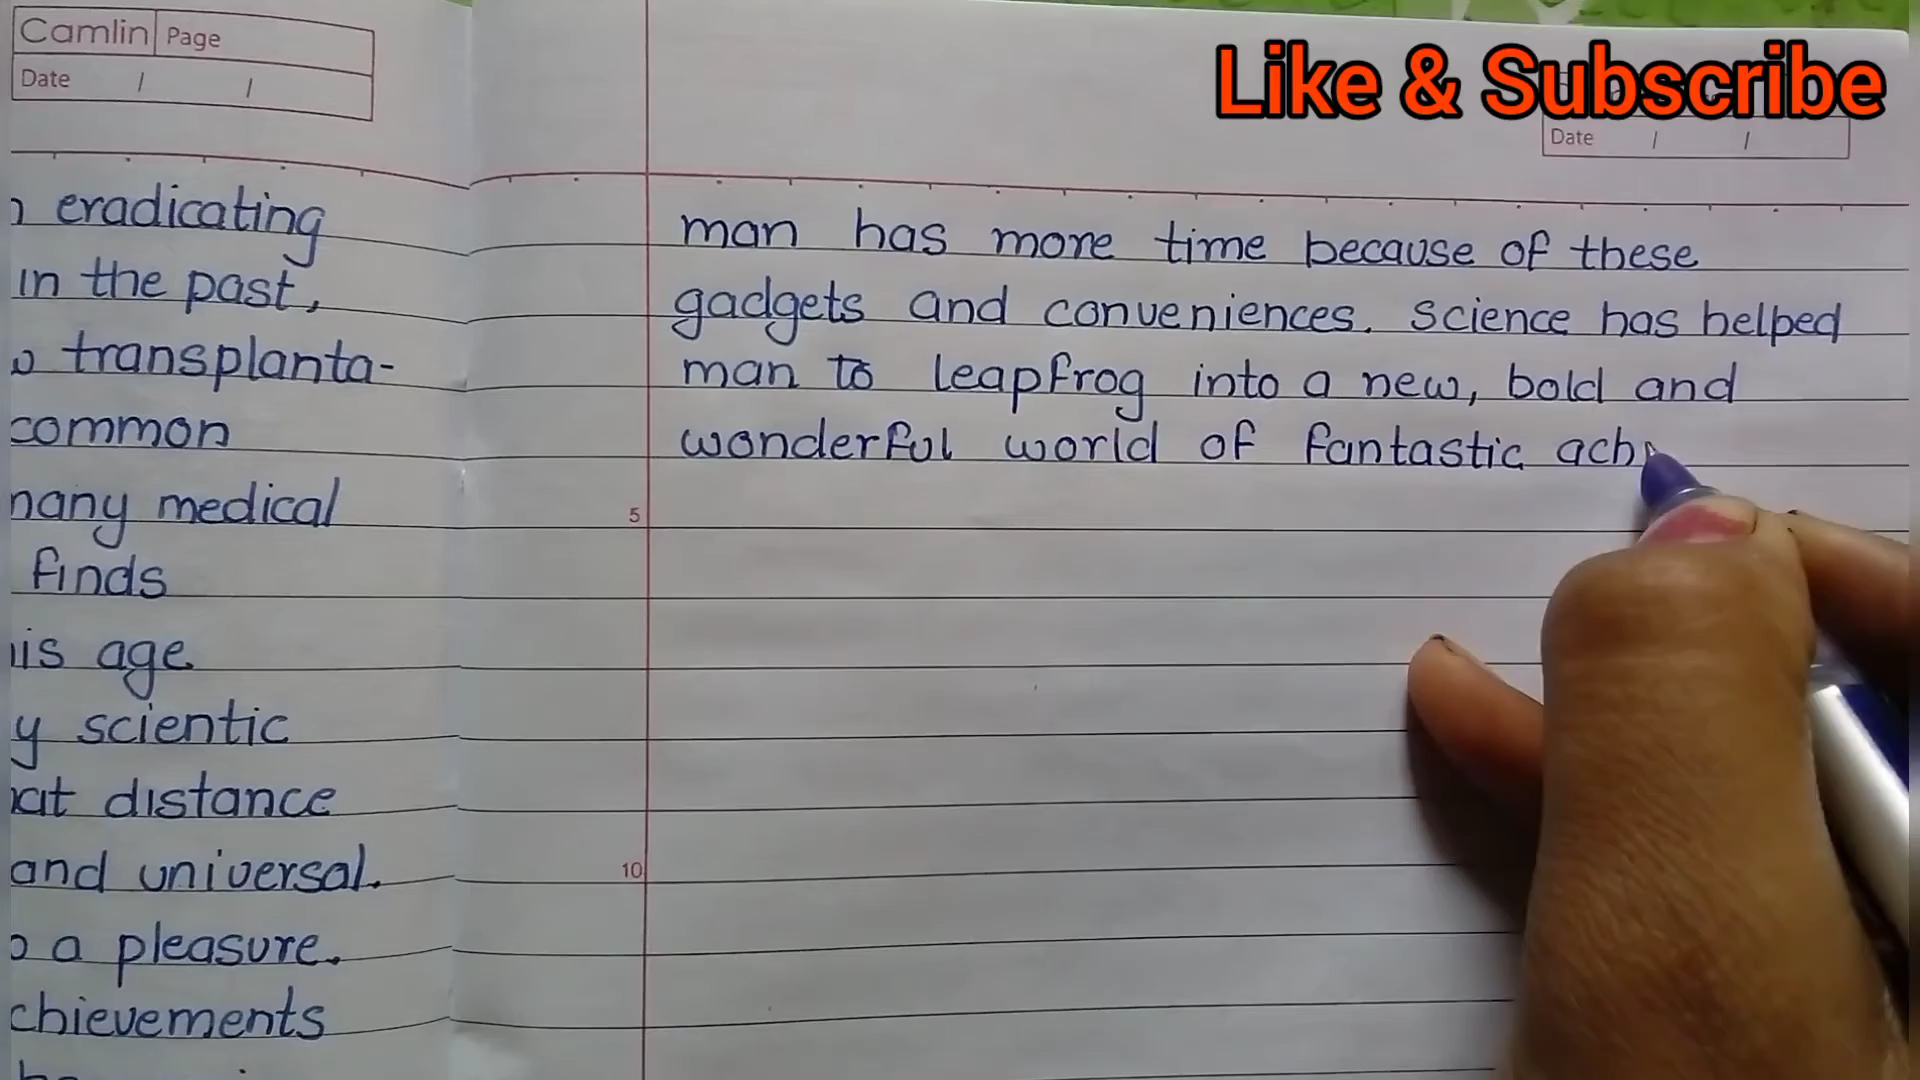 Camlin Page
Date / /
eradicating
in the past,
transplanta-
common
many medical
finds
is age
y scientic
at distance
and universal.
a pleasure.
chievements
Like & Subscribe
Date / /
man has more time because of these
gadgets and conveniences. Science has helped
man to leapfrog into a new, bold and
wonderful world of fantastic ach
5
10